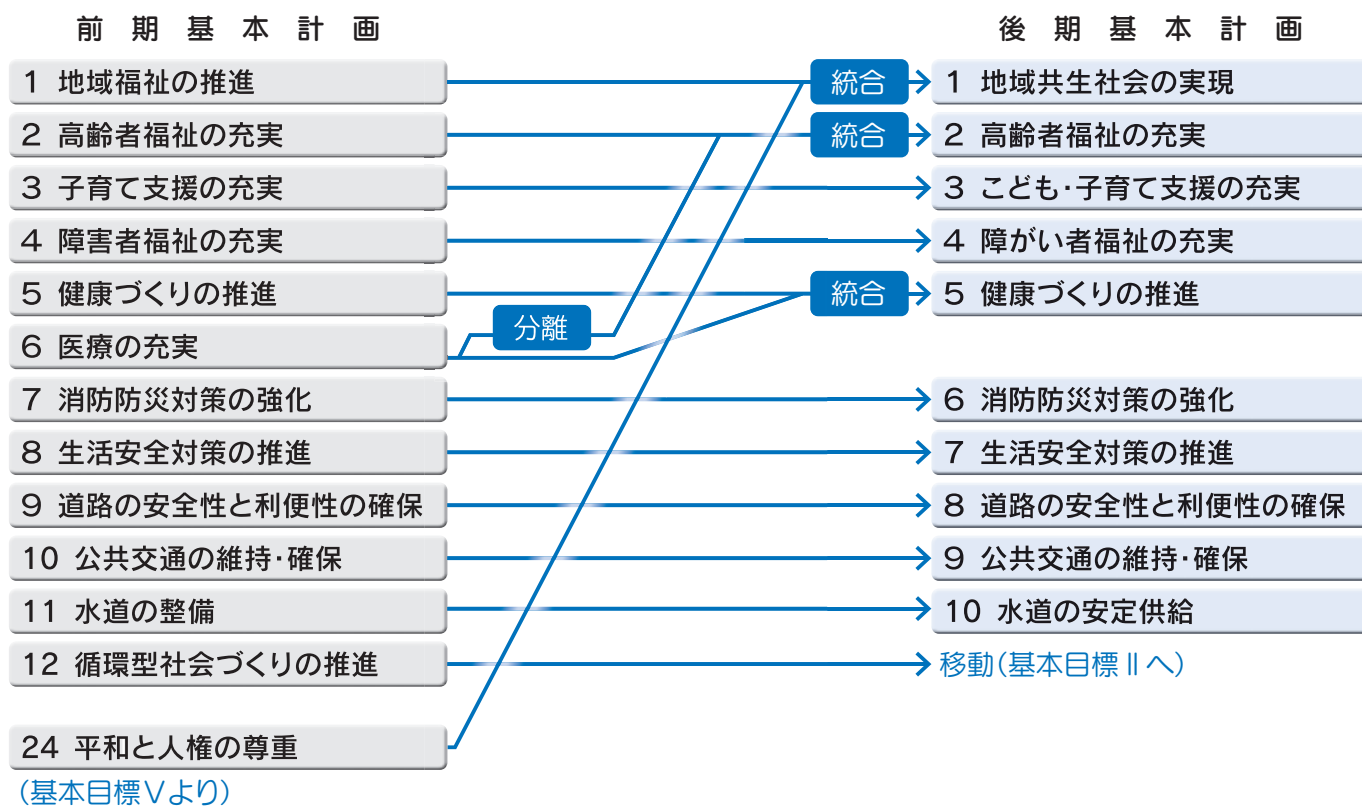 前期基本計画 後期基本計画
1 地域福祉の推進 統合 1 地域共生社会の実現
2 高齢者福祉の充実 統合 2 高齢者福祉の充実
3 子育て支援の充実 3 こども・子育て支援の充実
4 障害者福祉の充実 4 障がい者福祉の充実
5 健康づくりの推進 統合 5 健康づくりの推進
分離
6 医療の充実
7 消防防災対策の強化 6 消防防災対策の強化
8 生活安全対策の推進 7 生活安全対策の推進
9 道路の安全性と利便性の確保 8 道路の安全性と利便性の確保
10 公共交通の維持・確保 9 公共交通の維持・確保
11 水道の整備 10 水道の安定供給
12 循環型社会づくりの推進 移動(基本目標Ⅱへ)
24 平和と人権の尊重
(基本目標Ⅴより)